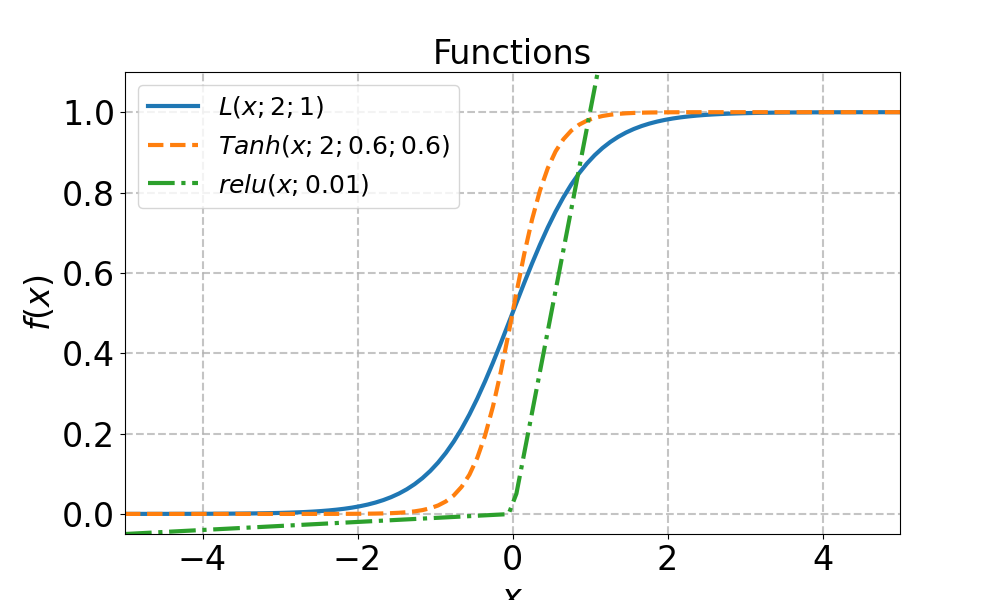 Functions
L(x; 2; 1)
Tanh(x; 2; 0.6; 0.6)
relu(x; 0.01)
f(x)
1.0
0.8
0.6
0.4
0.2
0.0
−4 −2 0 2 4
x